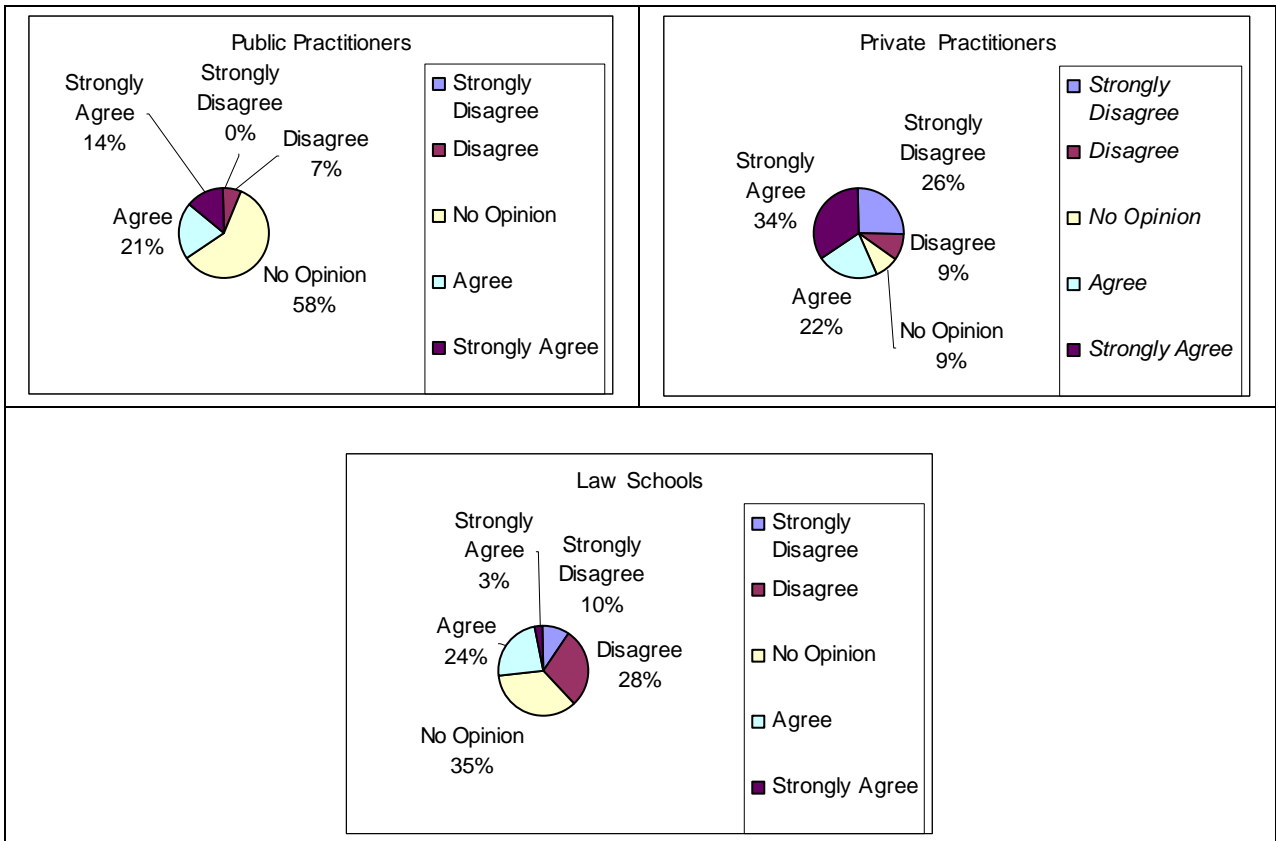 Public Practitioners
Strongly
Agree
14%
Strongly
Disagree
0%
Disagree
7%
Agree
21%
No Opinion
58%
Strongly
Disagree
Disagree
No Opinion
Agree
Strongly Agree
Private Practitioners
Strongly
Disagree
26%
Strongly
Agree
34%
Disagree
9%
Agree
22%
No Opinion
9%
Strongly
Disagree
Disagree
No Opinion
Agree
Strongly Agree
Law Schools
Strongly
Agree
3%
Strongly
Disagree
10%
Agree
24%
Disagree
28%
No Opinion
35%
Strongly
Disagree
Disagree
No Opinion
Agree
Strongly Agree